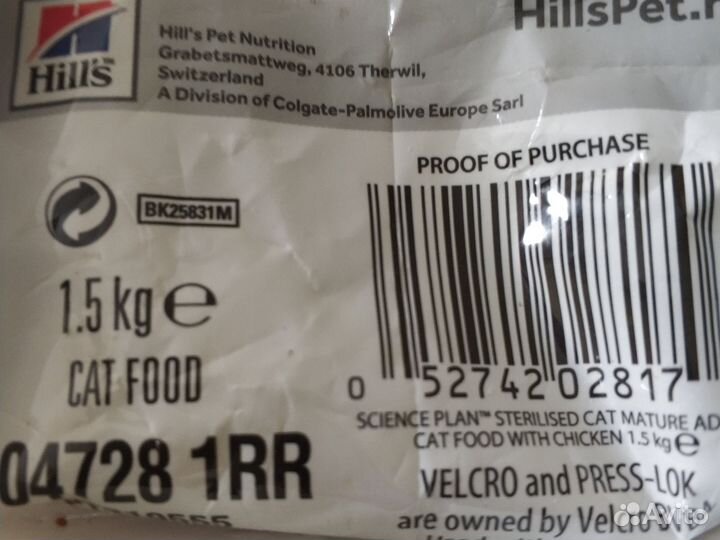 Hill's
Hill's Pet Nutrition
Grabetsmattweg, 4106 Therwil,
Switzerland
A Division of Colgate-Palmolive Europe Sarl
HillsPet.
PROOF OF PURCHASE
BK25831M
1.5 kg e
CAT FOOD
0 52742 02817
SCIENCE PLAN™ STERILISED CAT MATURE AD
CAT FOOD WITH CHICKEN 1.5 kg e
04728 1RR
VELCRO and PRESS-LOK
are owned by Velcro
Avito